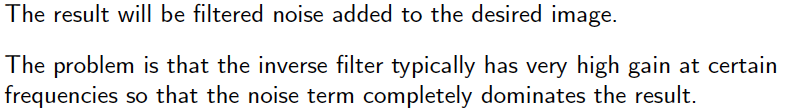 The result will be filtered noise added to the desired image.
The problem is that the inverse filter typically has very high gain at certain
frequencies so that the noise term completely dominates the result.